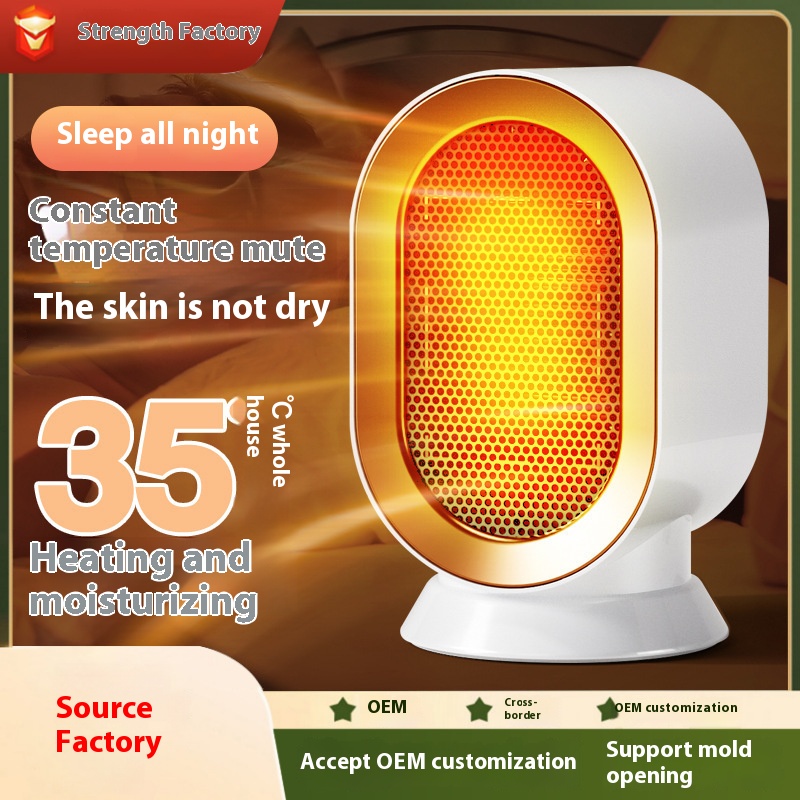 Strength Factory
Sleep all night
Constant
temperature mute
The skin is not dry
35
°C whole
house
Heating and
moisturizing
Source
Factory
OEM
Cross-
border
OEM customization
Accept OEM customization
Support mold
opening